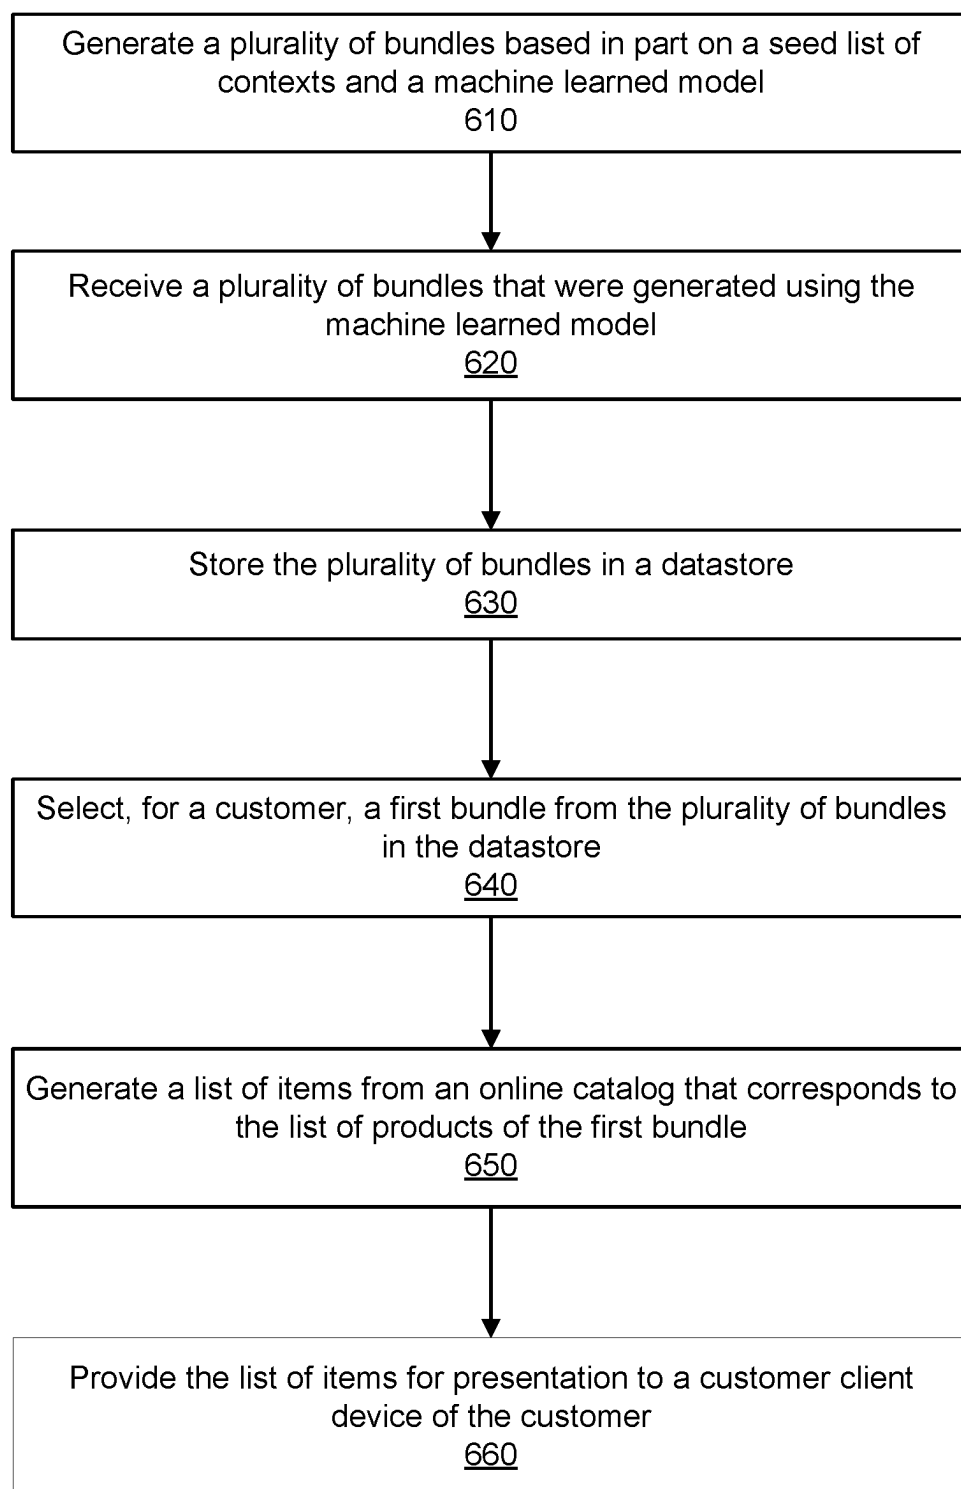 Generate a plurality of bundles based in part on a seed list of
contexts and a machine learned model
610
Receive a plurality of bundles that were generated using the
machine learned model
620
Store the plurality of bundles in a datastore
630
Select, for a customer, a first bundle from the plurality of bundles
in the datastore
640
Generate a list of items from an online catalog that corresponds to
the list of products of the first bundle
650
Provide the list of items for presentation to a customer client
device of the customer
660